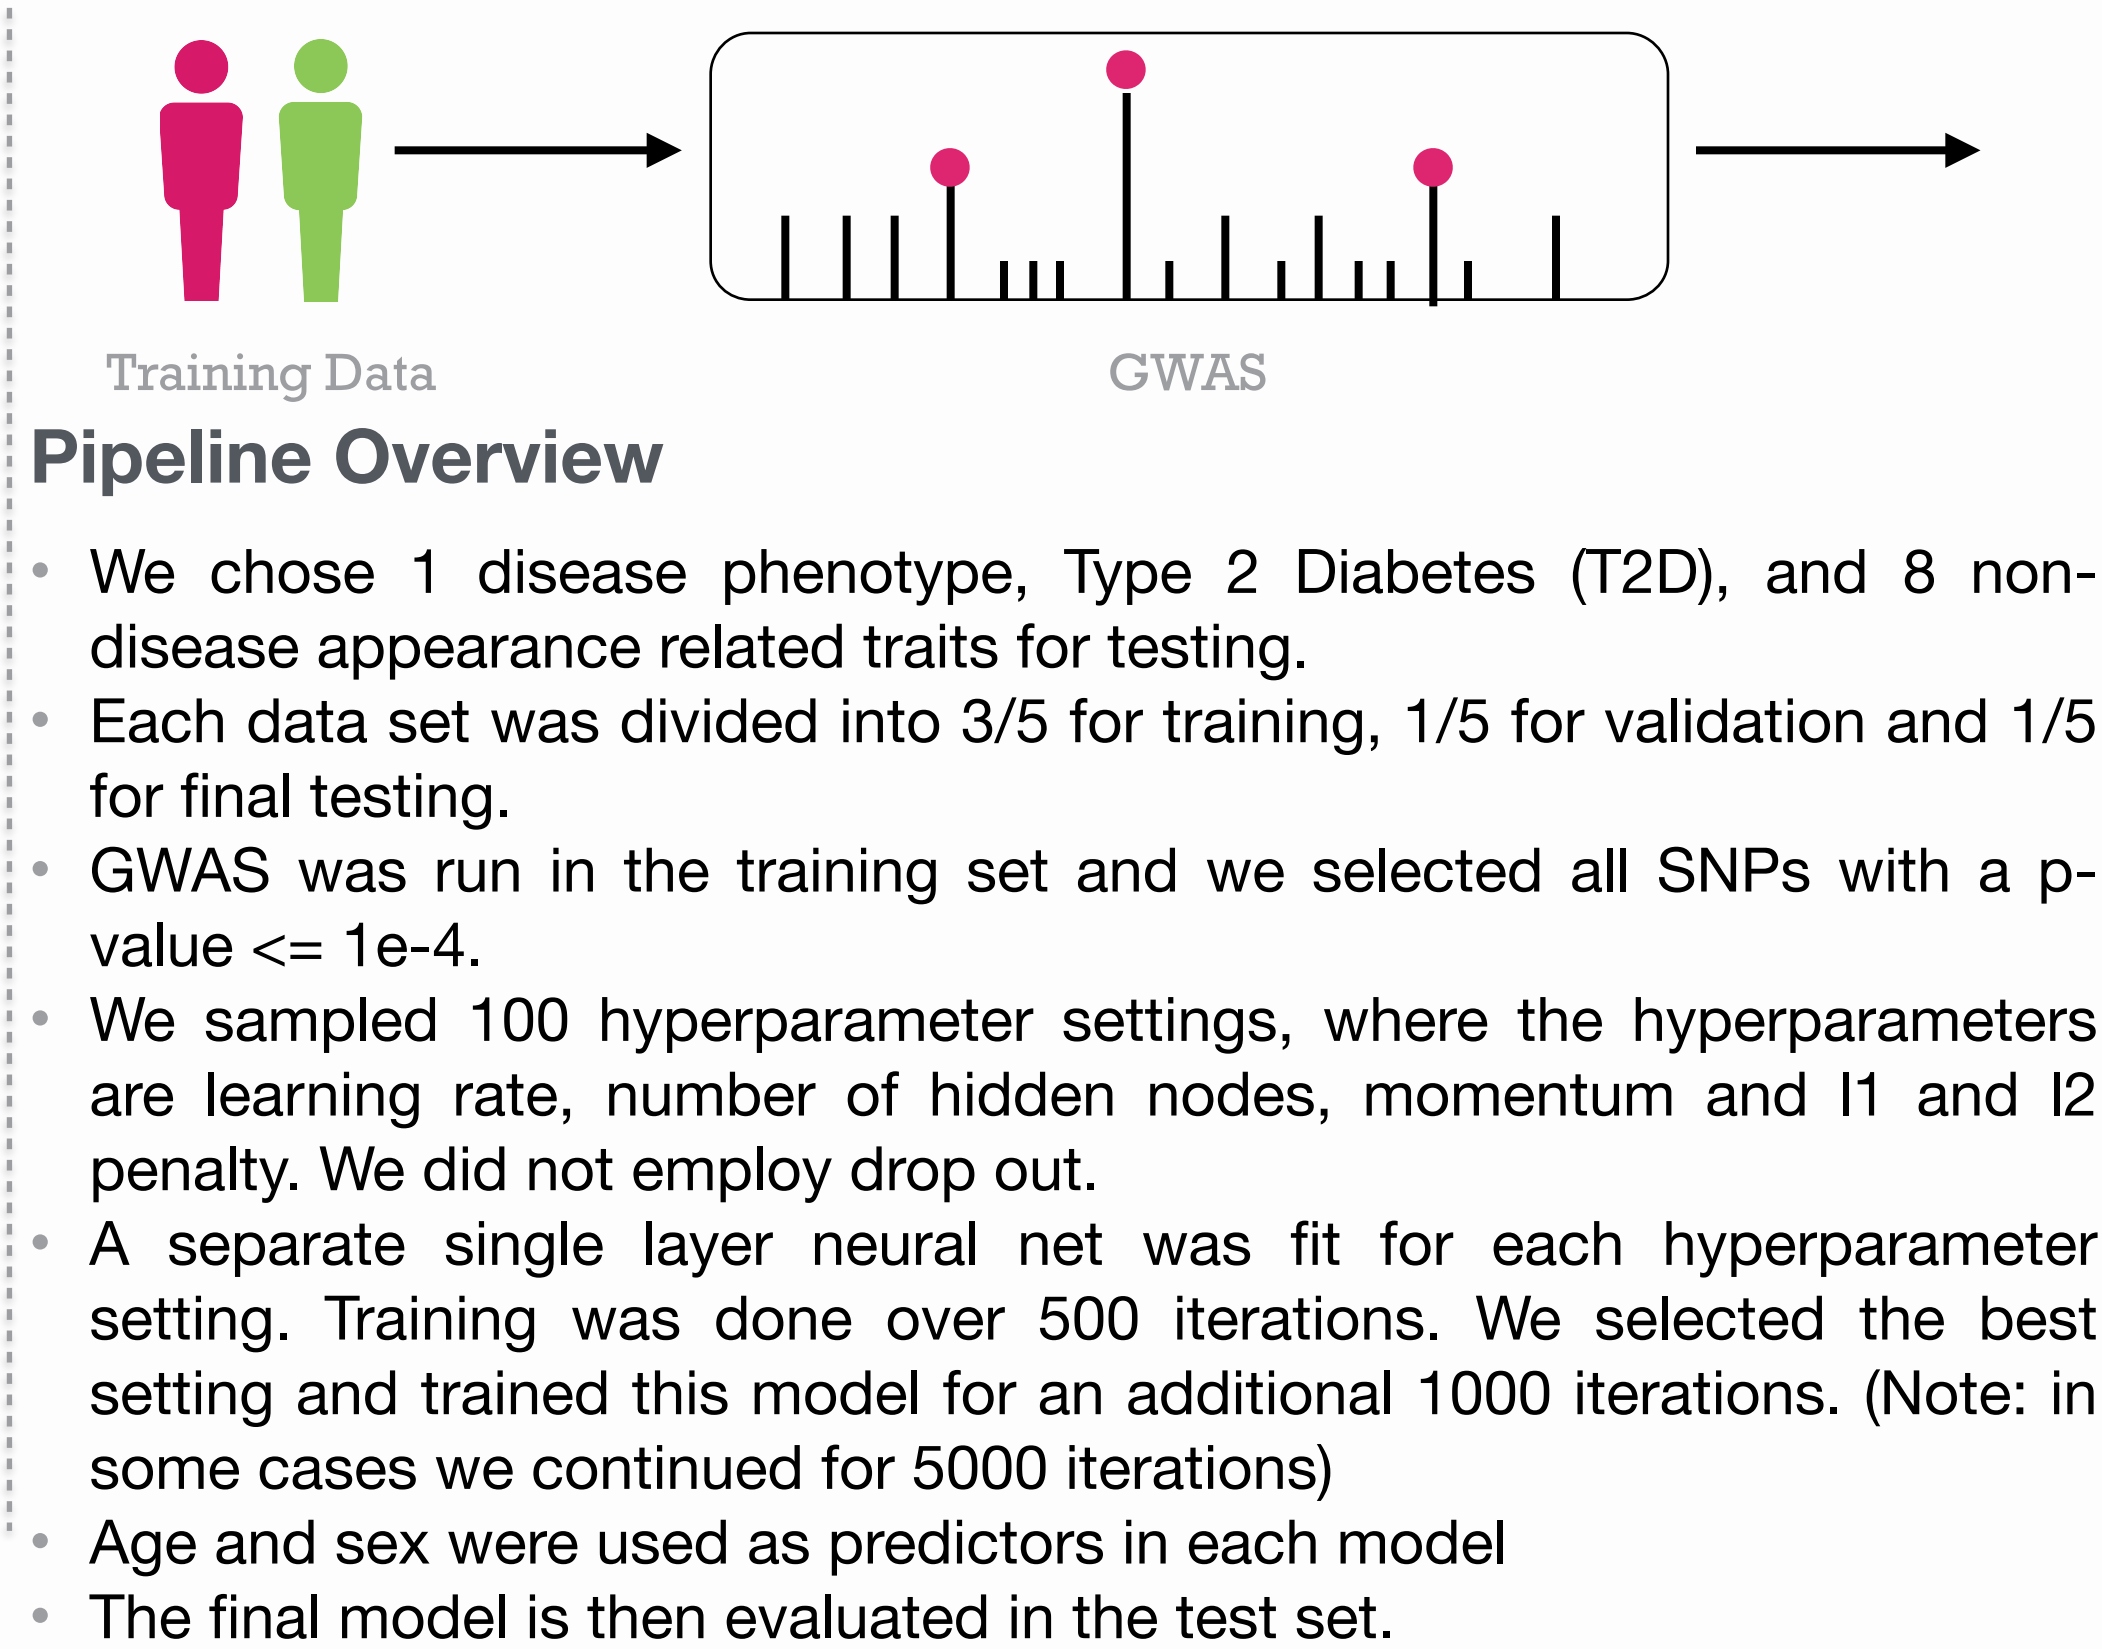 Training Data
GWAS
Pipeline Overview
• We chose 1 disease phenotype, Type 2 Diabetes (T2D), and 8 non-
disease appearance related traits for testing.
• Each data set was divided into 3/5 for training, 1/5 for validation and 1/5
for final testing.
• GWAS was run in the training set and we selected all SNPs with a p-
value <= 1e-4.
• We sampled 100 hyperparameter settings, where the hyperparameters
are learning rate, number of hidden nodes, momentum and l1 and l2
penalty. We did not employ drop out.
• A separate single layer neural net was fit for each hyperparameter
setting. Training was done over 500 iterations. We selected the best
setting and trained this model for an additional 1000 iterations. (Note: in
some cases we continued for 5000 iterations)
• Age and sex were used as predictors in each model
• The final model is then evaluated in the test set.